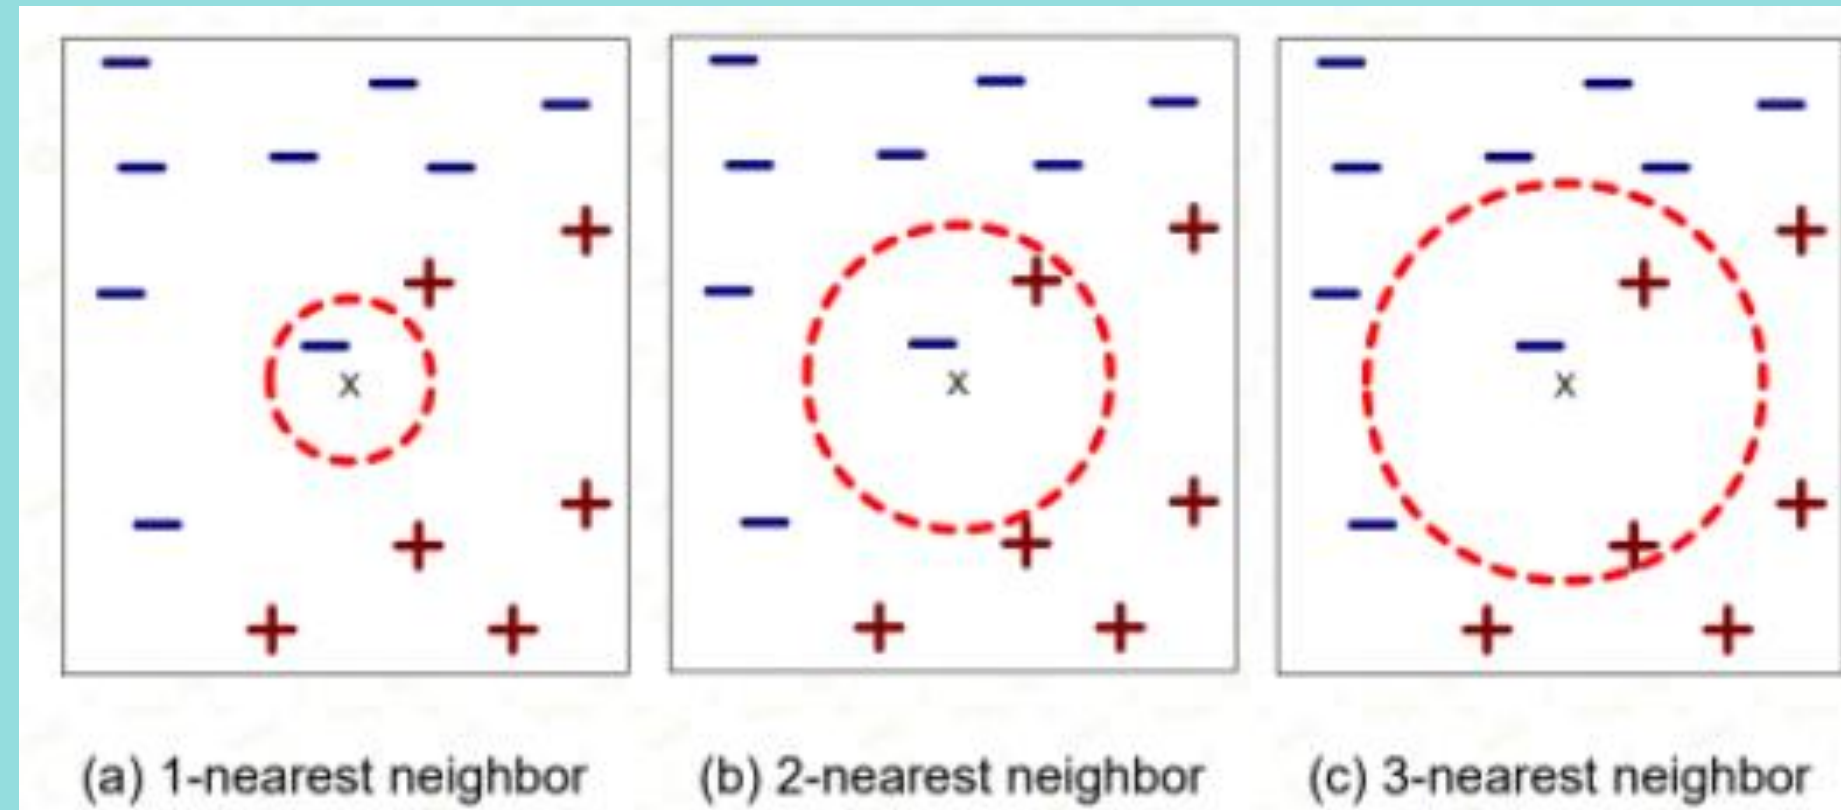 X
X
X
(a) 1-nearest neighbor
(b) 2-nearest neighbor
(c) 3-nearest neighbor